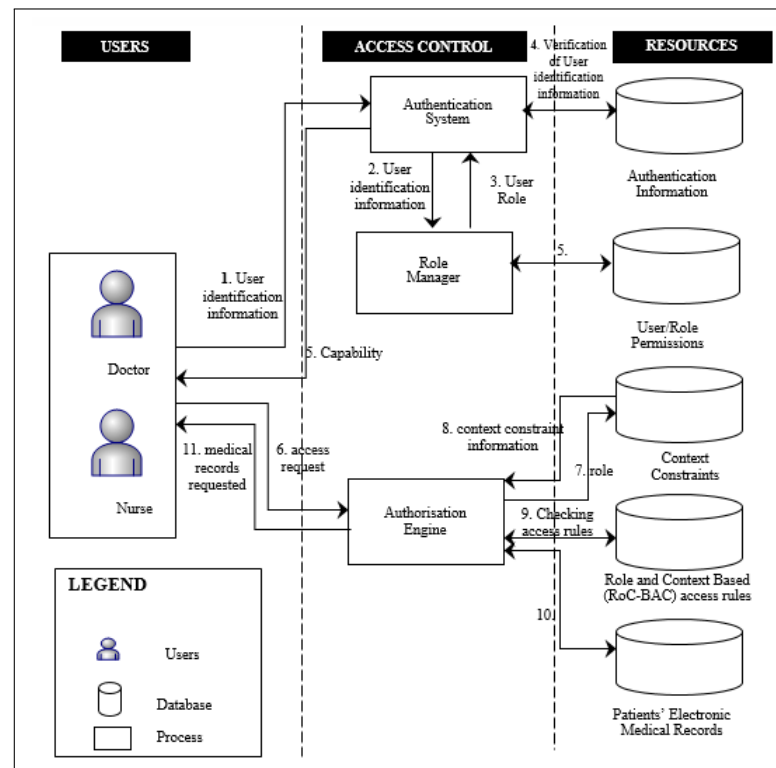 USERS
ACCESS CONTROL
RESOURCES
4. Verification
of User
identification
information
Authentication
System
Authentication
Information
2. User
identification
information
3. User
Role
Role
Manager
5.
User/Role
Permissions
1. User
identification
information
5. Capability
Doctor
Nurse
11. medical
records
requested
6. access
request
8. context constraint
information
7. role
Context
Constraints
Authorisation
Engine
9. Checking
access rules
Role and Context Based
(RoC-BAC) access rules
10.
Patients' Electronic
Medical Records
LEGEND
Users
Database
Process